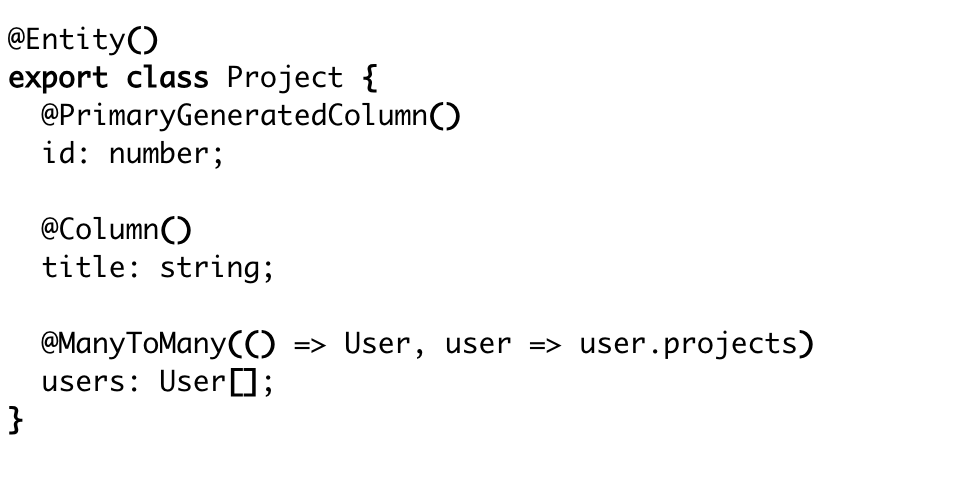 @Entity()
export class Project {
  @PrimaryGeneratedColumn()
  id: number;

  @Column()
  title: string;

  @ManyToMany(() => User, user => user.projects)
  users: User[];
}